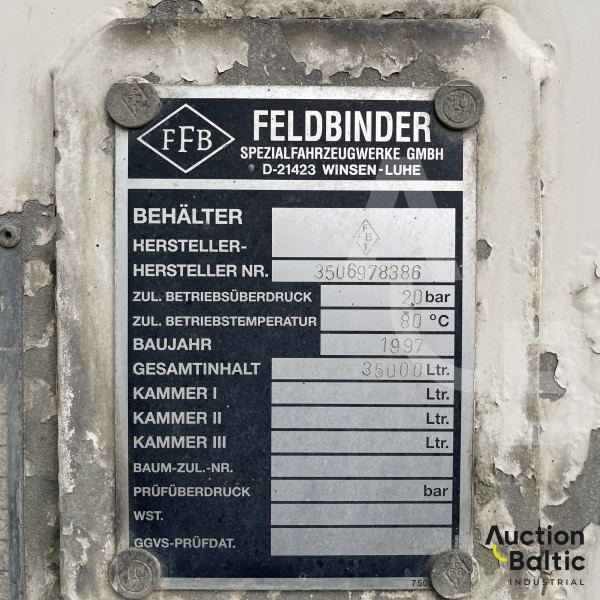 FFB
FELDBINDER
SPEZIALFAHRZEUGWERKE GMBH
D-21423 WINSEN-LUHE
BEHÄLTER
HERSTELLER-
HERSTELLER NR. 3506978386
ZUL. BETRIEBSÜBERDRUCK 20 bar
ZUL. BETRIEBSTEMPERATUR 80 °C
BAUJAHR 1997
GESAMTINHALT 35000 Ltr.
KAMMER I Ltr.
KAMMER II Ltr.
KAMMER III Ltr.
BAUM-ZUL.-NR.
PRÜFÜBERDRUCK bar
WST.
GGVS-PRÜFDAT.
Auction
Baltic
INDUSTRIAL